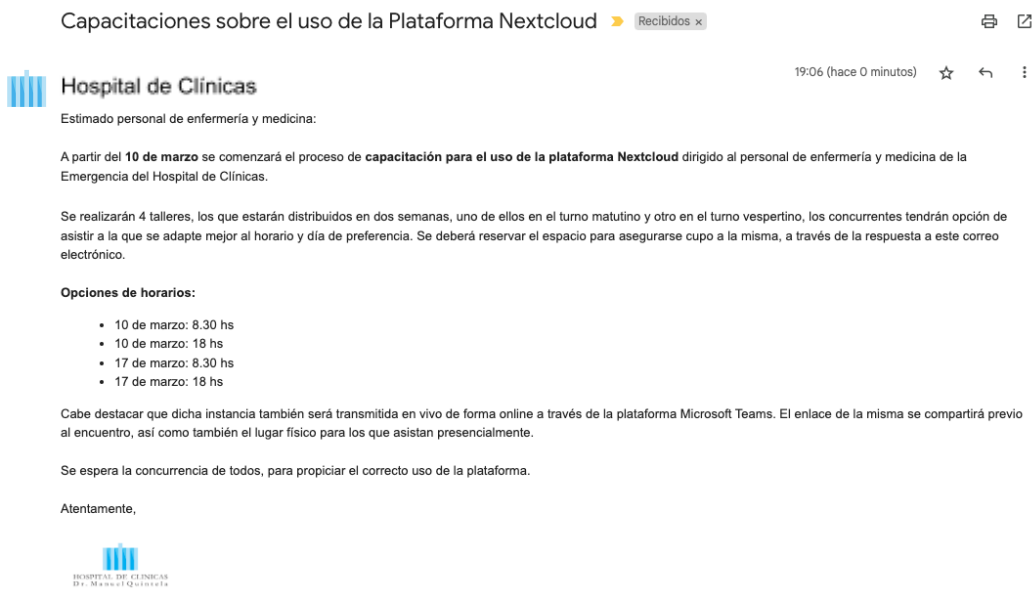 Capacitaciones sobre el uso de la Plataforma Nextcloud Recibidos x
Hospital de Clínicas
19:06 (hace 0 minutos)
Estimado personal de enfermería y medicina:
A partir del 10 de marzo se comenzará el proceso de capacitación para el uso de la plataforma Nextcloud dirigido al personal de enfermería y medicina de la
Emergencia del Hospital de Clínicas.
Se realizarán 4 talleres, los que estarán distribuidos en dos semanas, uno de ellos en el turno matutino y otro en el turno vespertino, los concurrentes tendrán opción de
asistir a la que se adapte mejor al horario y día de preferencia. Se deberá reservar el espacio para asegurarse cupo a la misma, a través de la respuesta a este correo
electrónico.
Opciones de horarios:
• 10 de marzo: 8.30 hs
• 10 de marzo: 18 hs
• 17 de marzo: 8.30 hs
• 17 de marzo: 18 hs
Cabe destacar que dicha instancia también será transmitida en vivo de forma online a través de la plataforma Microsoft Teams. El enlace de la misma se compartirá previo
al encuentro, así como también el lugar físico para los que asistan presencialmente.
Se espera la concurrencia de todos, para propiciar el correcto uso de la plataforma.
Atentamente,
HOSPITAL DE CLINICAS
Dr. Manuel Quintela